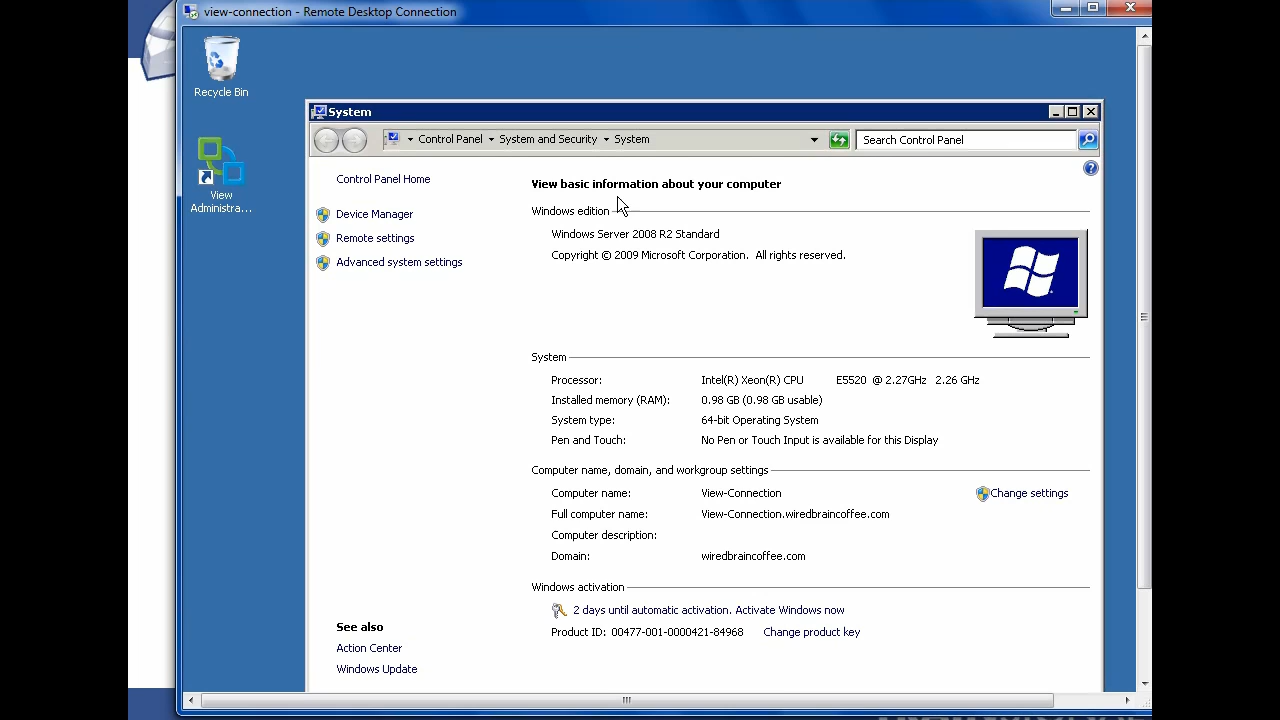 view-connection - Remote Desktop Connection
Recycle Bin
View
Administra...
System
Control Panel System and Security System
Search Control Panel
Control Panel Home
Device Manager
Remote settings
Advanced system settings
See also
Action Center
Windows Update
View basic information about your computer
Windows edition
Windows Server 2008 R2 Standard
Copyright © 2009 Microsoft Corporation. All rights reserved.
System
Processor: Intel(R) Xeon(R) CPU E5520 @ 2.27GHz 2.26 GHz
Installed memory (RAM): 0.98 GB (0.98 GB usable)
System type: 64-bit Operating System
Pen and Touch: No Pen or Touch Input is available for this Display
Computer name, domain, and workgroup settings
Computer name: View-Connection
Change settings
Full computer name: View-Connection.wiredbraincoffee.com
Computer description:
Domain: wiredbraincoffee.com
Windows activation
2 days until automatic activation. Activate Windows now
Product ID: 00477-001-0000421-84968 Change product key